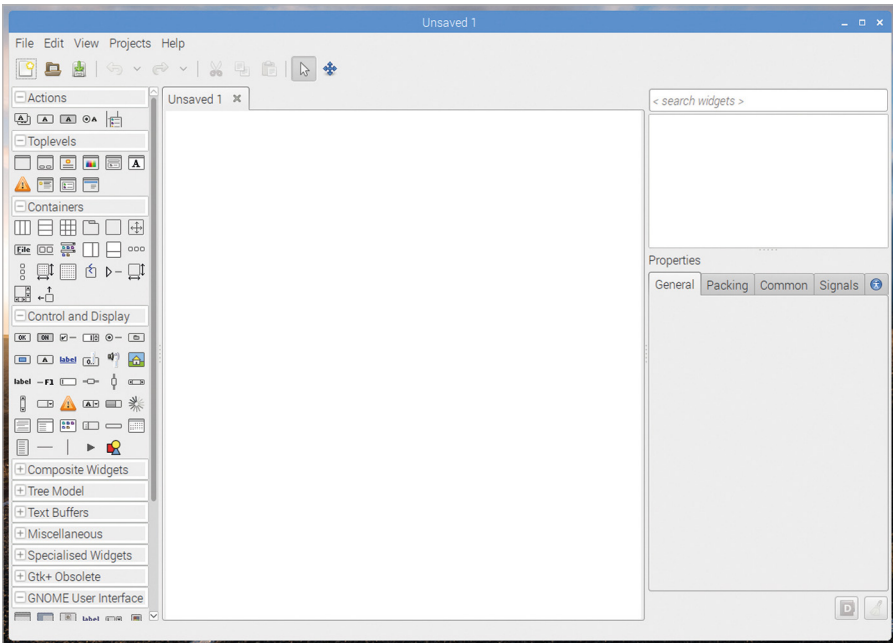 Unsaved 1
File Edit View Projects Help
Actions
Unsaved 1
< search widgets >
A A A A
Toplevels
A
Containers
File
Properties
General Packing Common Signals
Control and Display
OK ON
A label 0..
label F1
A
Composite Widgets
Tree Model
Text Buffers
Miscellaneous
Specialised Widgets
Gtk+ Obsolete
GNOME User Interface
label
D